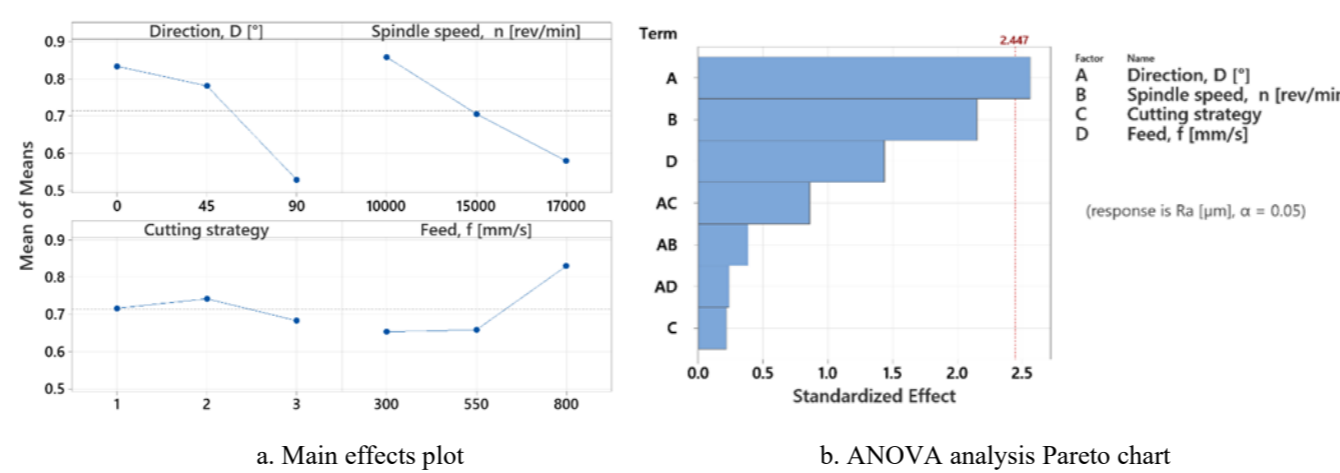 Direction, D [°] Spindle speed, n [rev/min]
0.9
0.8
0.7
0.6
0.5
0 45 90 10000 15000 17000
Cutting strategy Feed, f [mm/s]
0.9
0.8
0.7
0.6
0.5
1 2 3 300 550 800
Mean of Means
a. Main effects plot
Term
2.447
A
B
D
AC
AB
AD
C
0.0 0.5 1.0 1.5 2.0 2.5
Standardized Effect
Factor Name
A Direction, D [°]
B Spindle speed, n [rev/mir
C Cutting strategy
D Feed, f [mm/s]
(response is Ra [µm], α = 0.05)
b. ANOVA analysis Pareto chart